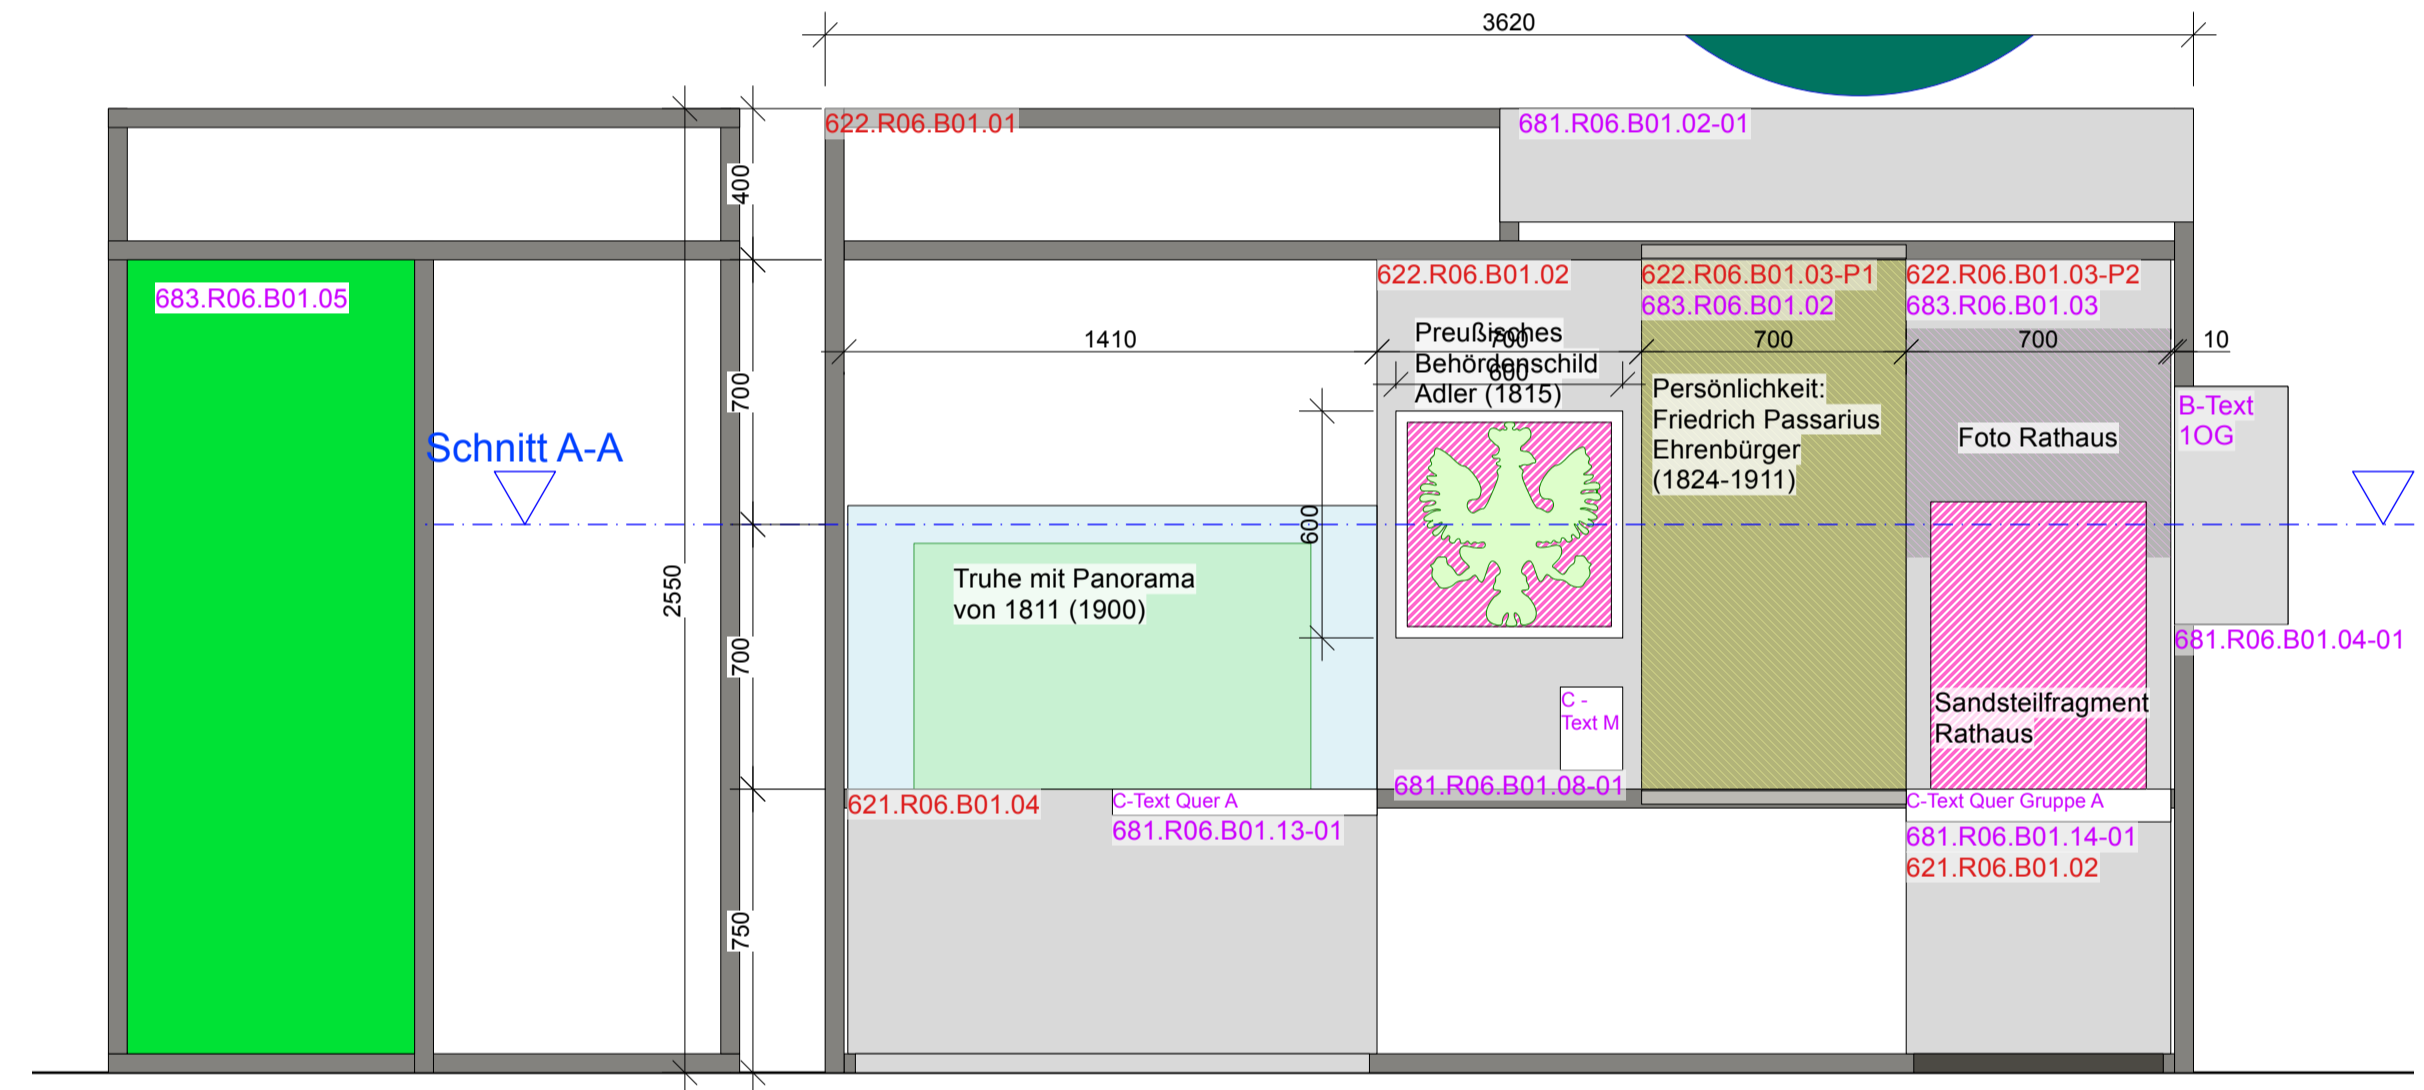 3620
622.R06.B01.01
681.R06.B01.02-01
400
683.R06.B01.05
622.R06.B01.02
622.R06.B01.03-P1
622.R06.B01.03-P2
683.R06.B01.02
683.R06.B01.03
1410
700
700
700
10
Preußisches
Behördenschild
Adler (1815)
600
700
Persönlichkeit:
Friedrich Passarius
Ehrenbürger
(1824-1911)
Foto Rathaus
B-Text
1OG
Schnitt A-A
600
2550
Truhe mit Panorama
von 1811 (1900)
681.R06.B01.04-01
700
C -
Text M
Sandsteilfragment
Rathaus
681.R06.B01.08-01
621.R06.B01.04
C-Text Quer A
681.R06.B01.13-01
C-Text Quer Gruppe A
681.R06.B01.14-01
621.R06.B01.02
750